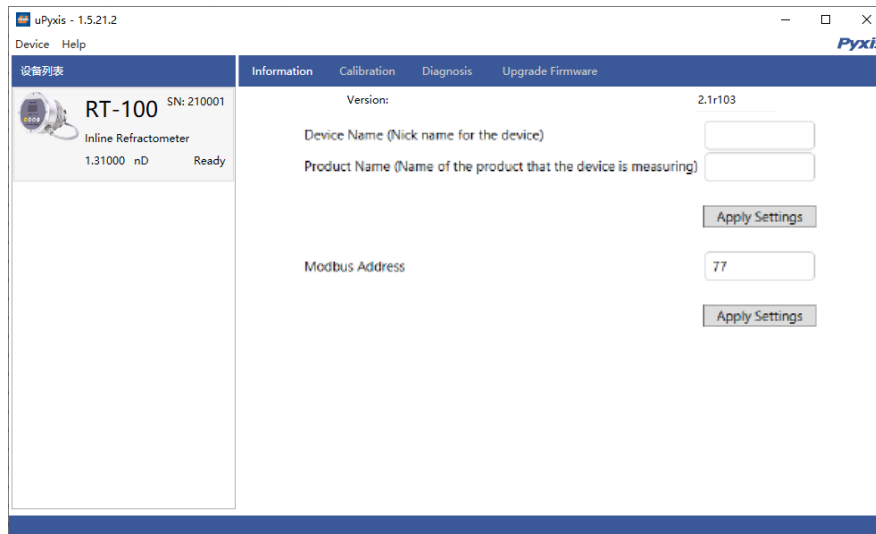 uPyxis - 1.5.21.2
Device Help
Pyxis
设备列表
Information Calibration Diagnosis Upgrade Firmware
RT-100 SN: 210001
Inline Refractometer
1.31000 nD Ready
Version: 2.1r103
Device Name (Nick name for the device)
Product Name (Name of the product that the device is measuring)
Apply Settings
Modbus Address 77
Apply Settings